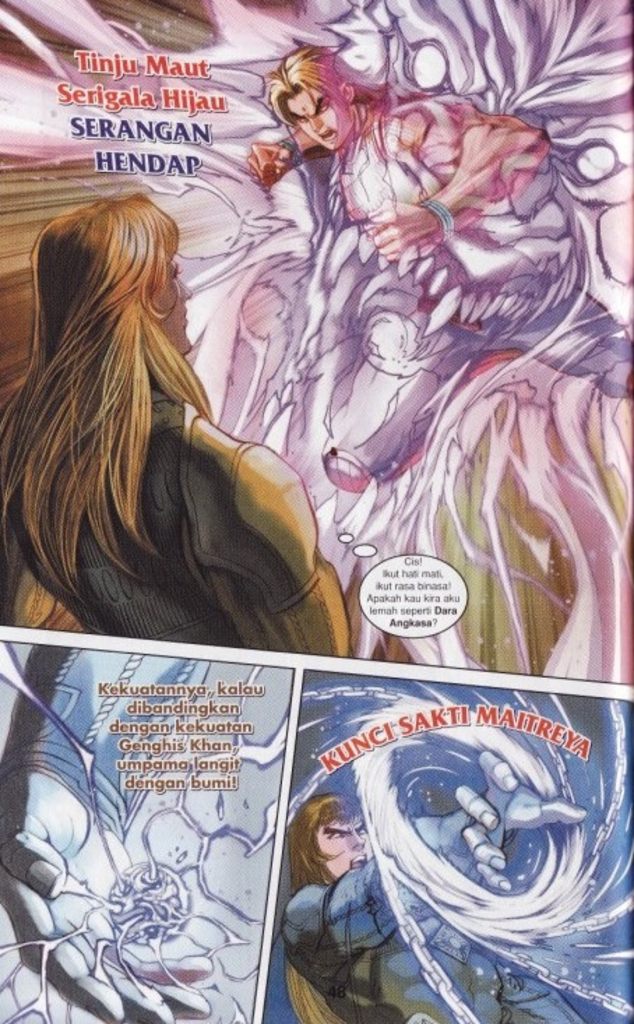 Tinju Maut
Serigala Hijau
SERANGAN
HENDAP
Cis!
Ikut hati mati,
ikut rasa binasa!
Apakah kau kira aku
lemah seperti Dara
Angkasa?
Kekuatannya, kalau
dibandingkan
dengan kekuatan
Genghis Khan,
umpama langit
dengan bumi!
KUNCI SAKTI MAITREYA
48